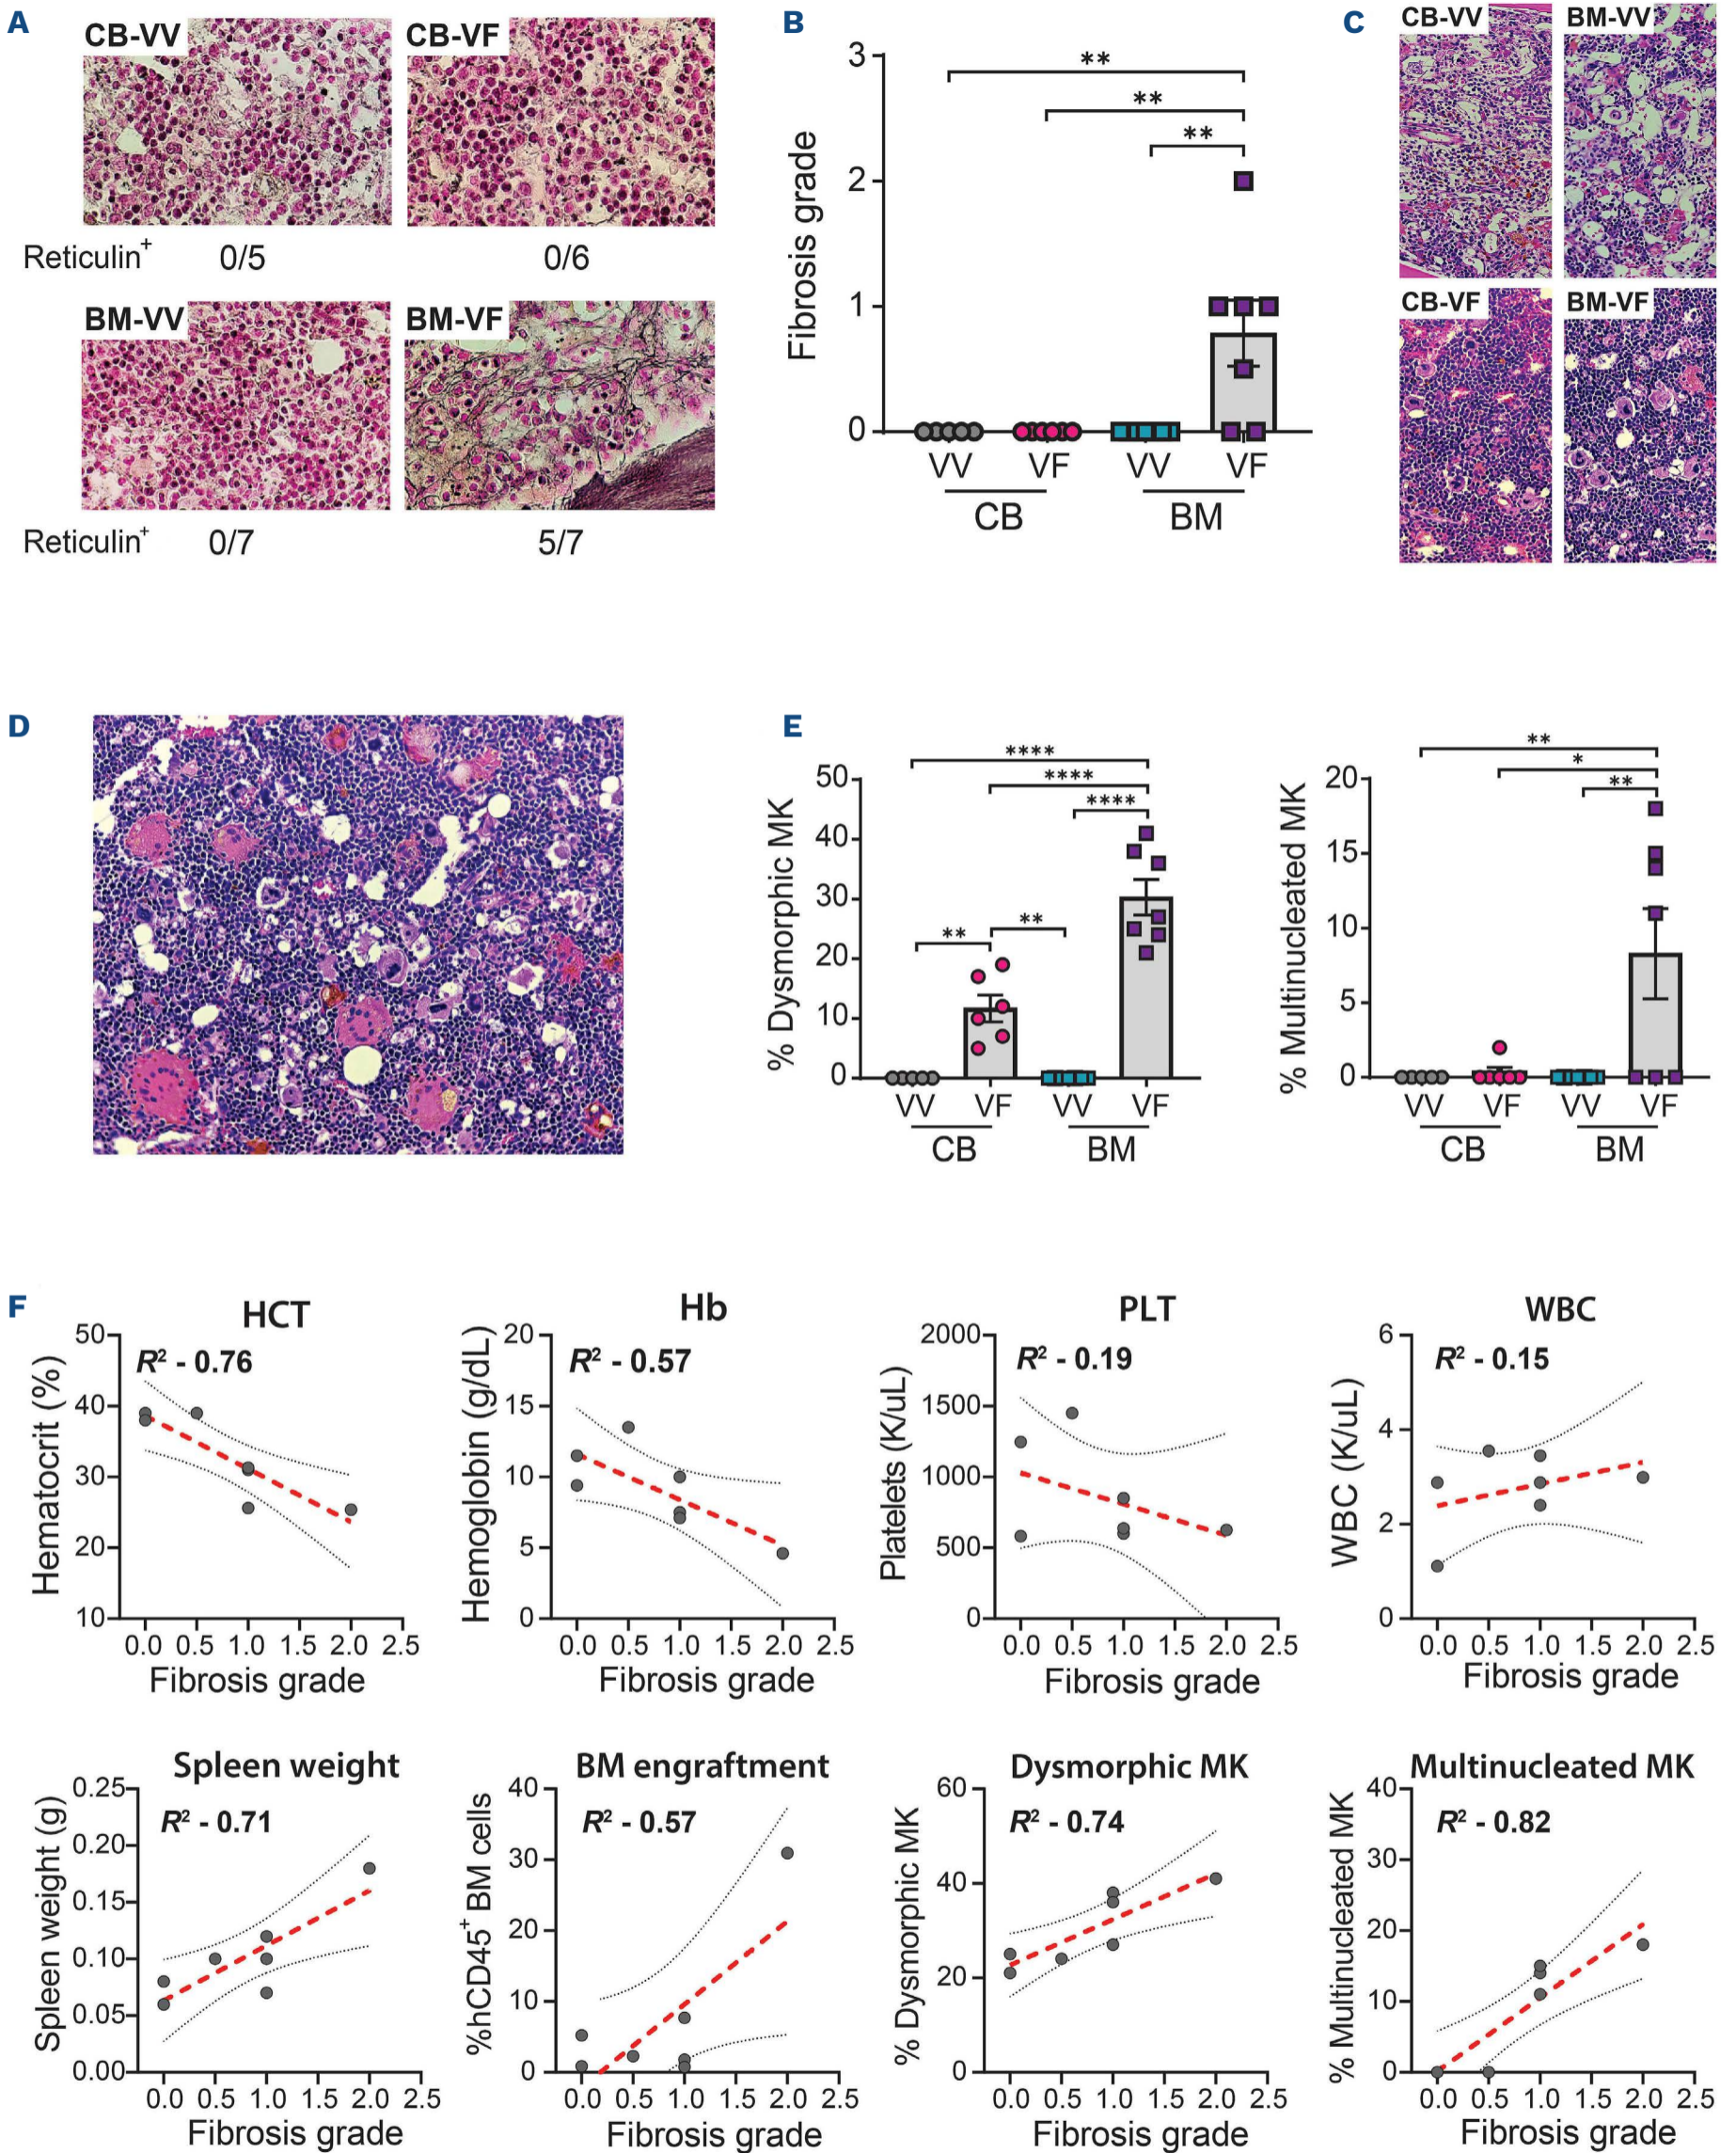 A
CB-VV
CB-VF
Reticulin+ 0/5 0/6
BM-VV
BM-VF
Reticulin+ 0/7 5/7
B
Fibrosis grade
3
2
1
0
**
**
**
VV VF VV VF
CB BM
C
CB-VV
BM-VV
CB-VF
BM-VF
D
E
% Dysmorphic MK
50
40
30
20
10
0
****
****
****
**
**
VV VF VV VF
CB BM
% Multinucleated MK
20
15
10
5
0
**
*
**
VV VF VV VF
CB BM
F
HCT
R² - 0.76
Hematocrit (%)
50
40
30
20
10
0.0 0.5 1.0 1.5 2.0 2.5
Fibrosis grade
Hb
R² - 0.57
Hemoglobin (g/dL)
20
15
10
5
0
0.0 0.5 1.0 1.5 2.0 2.5
Fibrosis grade
PLT
R² - 0.19
Platelets (K/uL)
2000
1500
1000
500
0
0.0 0.5 1.0 1.5 2.0 2.5
Fibrosis grade
WBC
R² - 0.15
WBC (K/uL)
6
4
2
0
0.0 0.5 1.0 1.5 2.0 2.5
Fibrosis grade
Spleen weight
R² - 0.71
Spleen weight (g)
0.25
0.20
0.15
0.10
0.05
0.00
0.0 0.5 1.0 1.5 2.0 2.5
Fibrosis grade
BM engraftment
R² - 0.57
%hCD45+ BM cells
40
30
20
10
0
0.0 0.5 1.0 1.5 2.0 2.5
Fibrosis grade
Dysmorphic MK
R² - 0.74
% Dysmorphic MK
60
40
20
0
0.0 0.5 1.0 1.5 2.0 2.5
Fibrosis grade
Multinucleated MK
R² - 0.82
% Multinucleated MK
40
30
20
10
0
0.0 0.5 1.0 1.5 2.0 2.5
Fibrosis grade